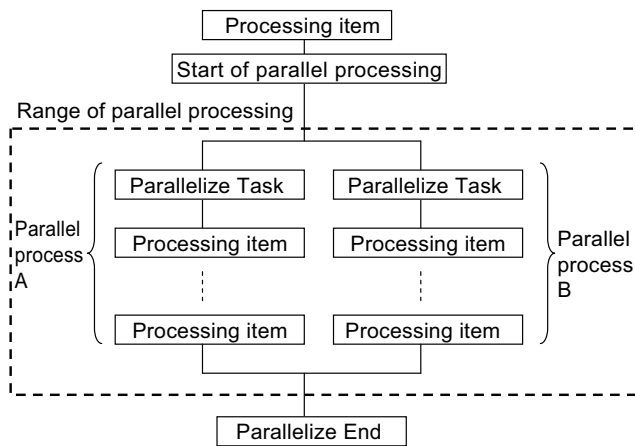 Processing item
Start of parallel processing
Range of parallel processing
Parallel
process
A
Parallelize Task
Processing item
Processing item
Parallelize Task
Processing item
Processing item
Parallel
process
B
Parallelize End